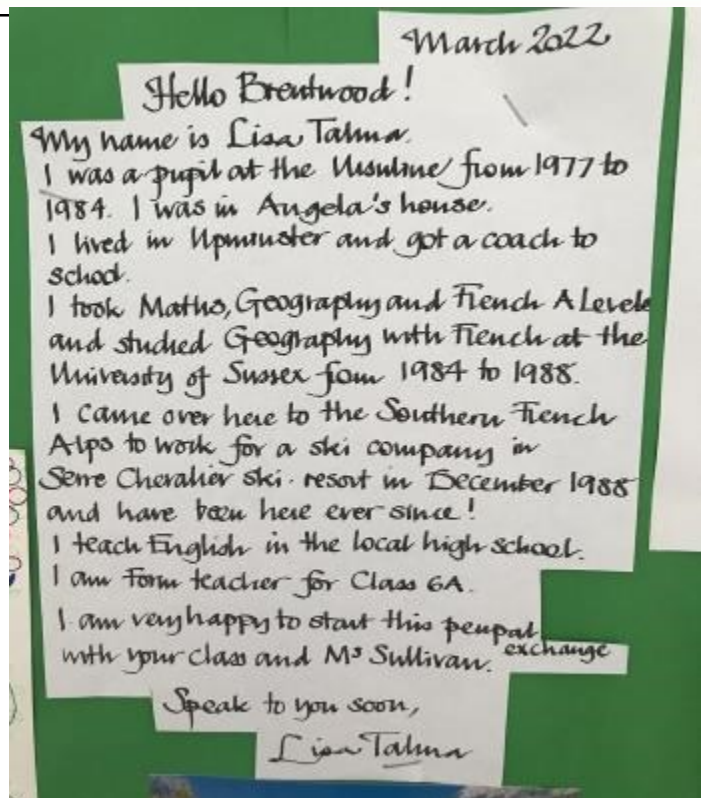 March 2022
Hello Brentwood!
My name is Lisa Talma.
I was a pupil at the Ursuline from 1977 to
1984. I was in Angela's house.
I lived in Upminster and got a coach to
school.
I took Maths, Geography and French A Levels
and studied Geography with French at the
University of Sussex from 1984 to 1988.
I came over here to the Southern French
Alps to work for a ski company in
Serre Chevalier ski resort in December 1988
and have been here ever since!
I teach English in the local high school.
I am Form teacher for Class 6A.
I am very happy to start this penpal
exchange
with your class and Ms Sullivan.
Speak to you soon,
Lisa Talma